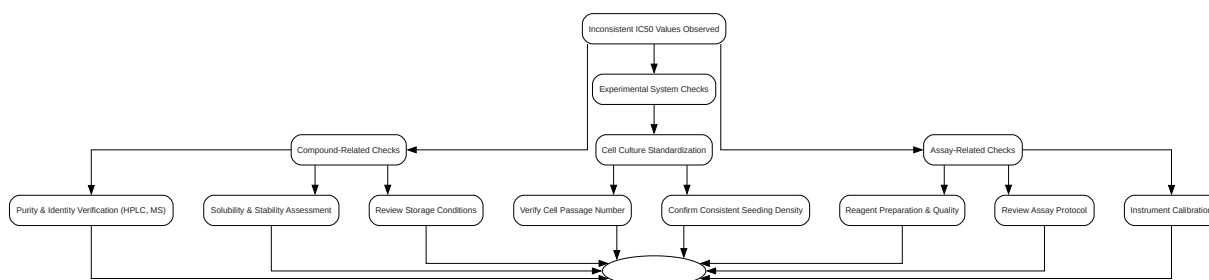 Inconsistent IC50 Values Observed
Experimental System Checks
Compound-Related Checks
Cell Culture Standardization
Assay-Related Checks
Purity & Identity Verification (HPLC, MS)
Solubility & Stability Assessment
Review Storage Conditions
Verify Cell Passage Number
Confirm Consistent Seeding Density
Reagent Preparation & Quality
Review Assay Protocol
Instrument Calibration